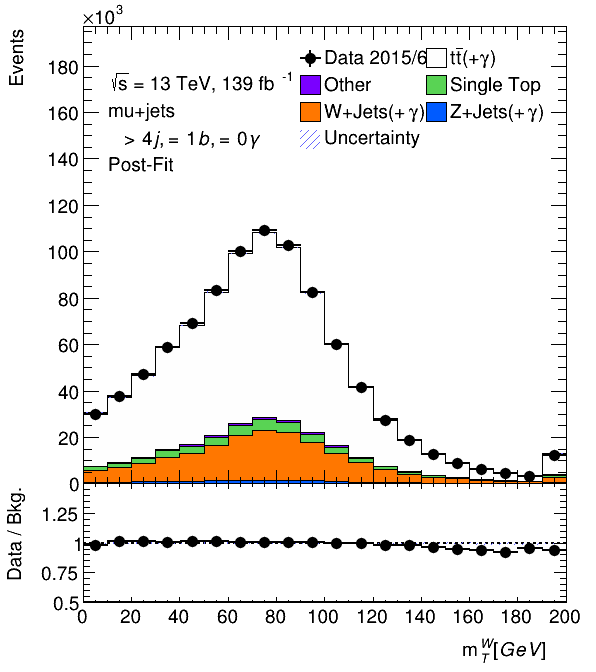 ×10³
Events
√s = 13 TeV, 139 fb⁻¹
mu+jets
> 4j, = 1b, = 0γ
Post-Fit
Data 2015/6
tt̄(+γ)
Other
Single Top
W+Jets(+γ)
Z+Jets(+γ)
Uncertainty
180
160
140
120
100
80
60
40
20
0
Data / Bkg.
1.25
1
0.75
0.5
0 20 40 60 80 100 120 140 160 180 200
m_T^W[GeV]